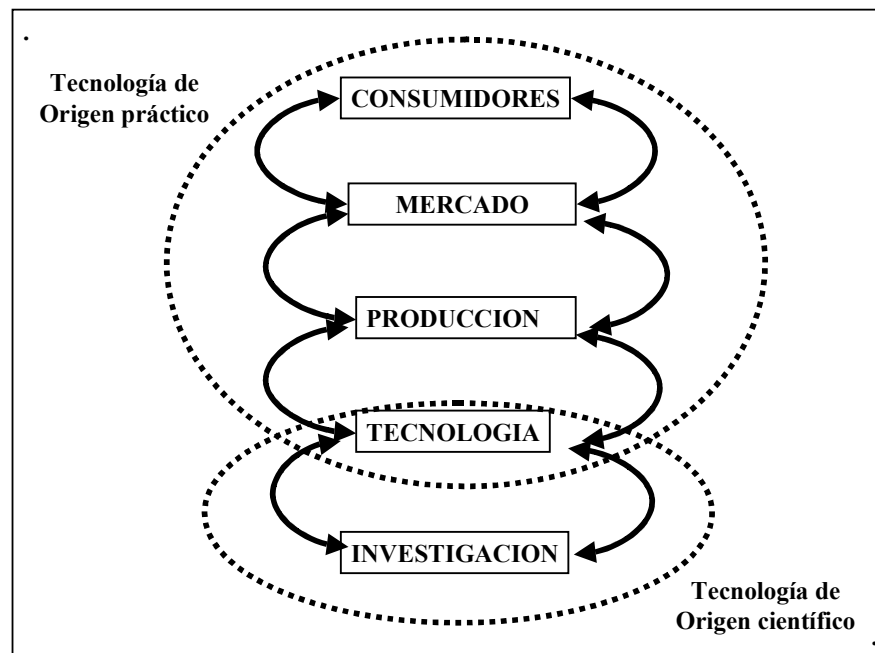 Tecnología de
Origen práctico
CONSUMIDORES
MERCADO
PRODUCCION
TECNOLOGIA
INVESTIGACION
Tecnología de
Origen científico